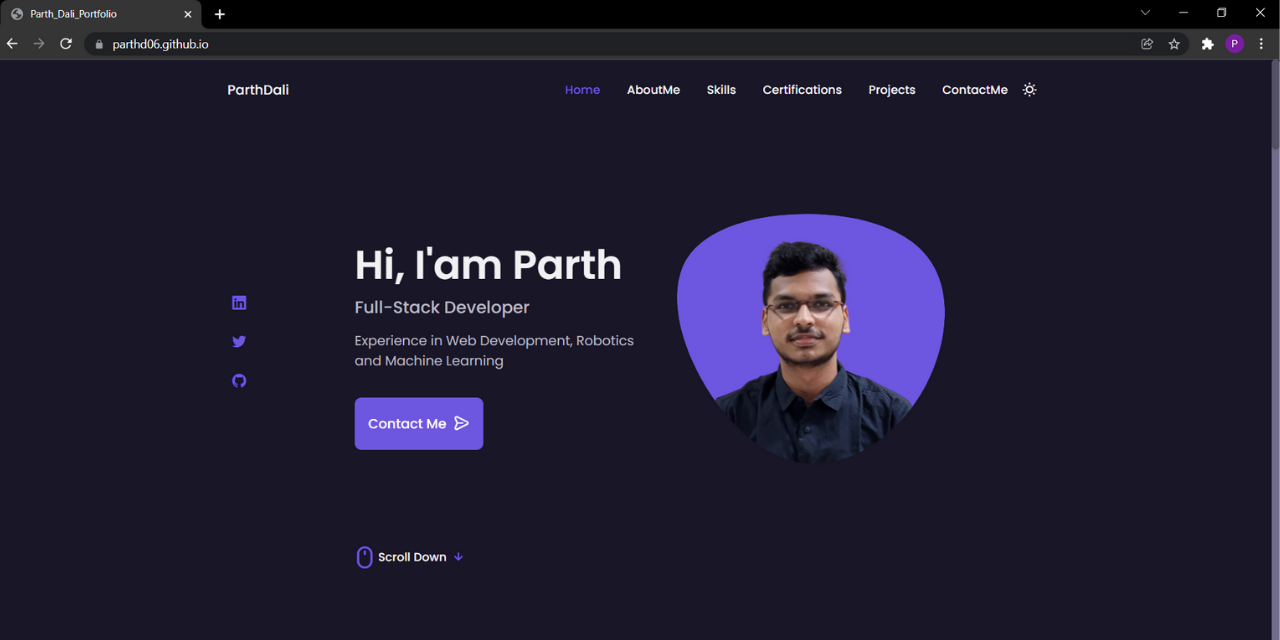 Parth_Dali_Portfolio
parthd06.github.io
P
ParthDali
Home AboutMe Skills Certifications Projects ContactMe
Hi, I'am Parth
Full-Stack Developer
Experience in Web Development, Robotics
and Machine Learning
Contact Me
Scroll Down